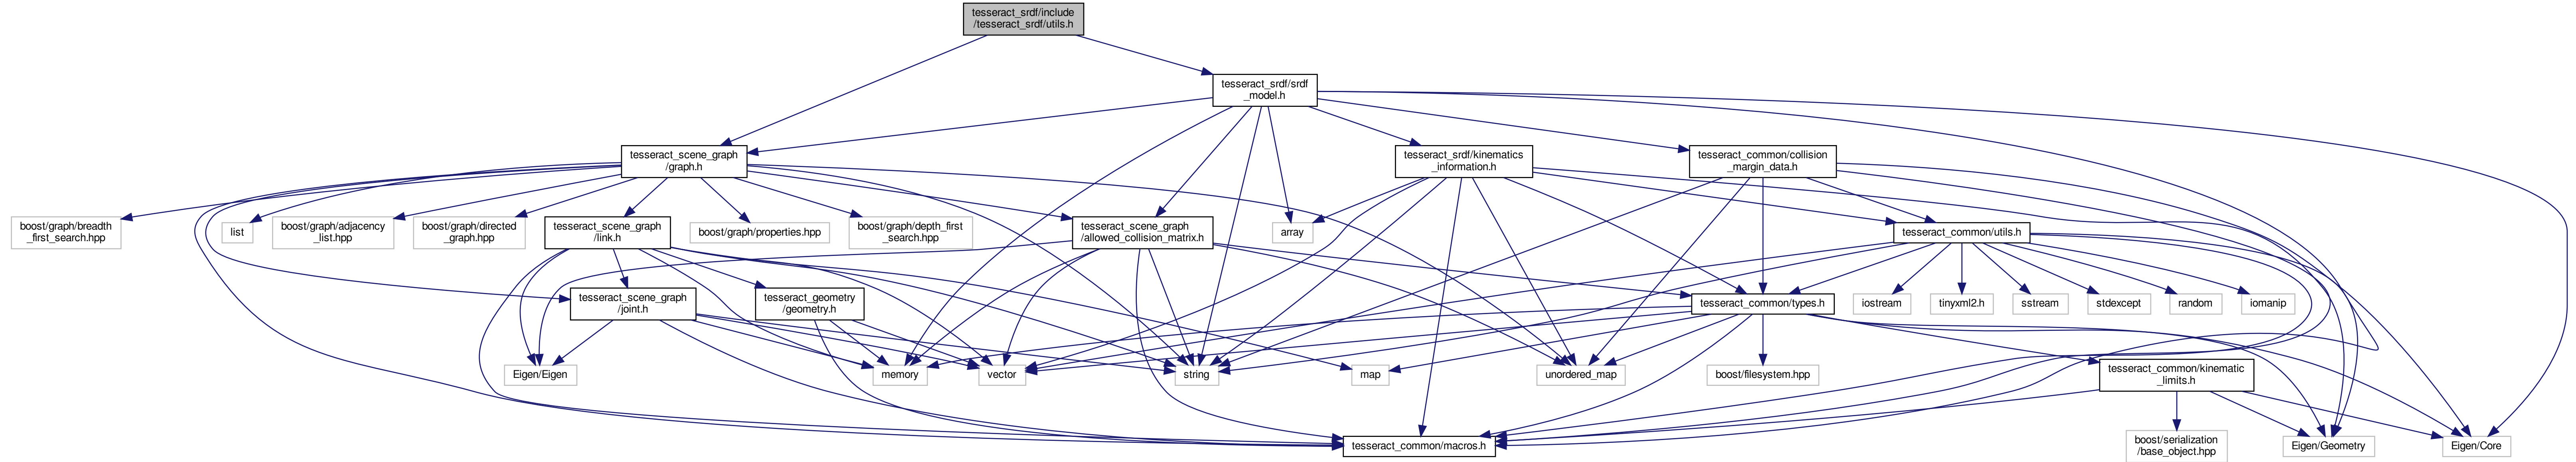 tesseract_srdf/include
/tesseract_srdf/utils.h
tesseract_srdf/srdf
_model.h
tesseract_scene_graph
/graph.h
tesseract_srdf/kinematics
_information.h
tesseract_common/collision
_margin_data.h
boost/graph/breadth
_first_search.hpp
list
boost/graph/adjacency
_list.hpp
boost/graph/directed
_graph.hpp
tesseract_scene_graph
/link.h
boost/graph/properties.hpp
boost/graph/depth_first
_search.hpp
tesseract_scene_graph
/allowed_collision_matrix.h
array
tesseract_common/utils.h
tesseract_scene_graph
/joint.h
tesseract_geometry
/geometry.h
tesseract_common/types.h
iostream
tinyxml2.h
sstream
stdexcept
random
iomanip
Eigen/Eigen
memory
vector
string
map
unordered_map
boost/filesystem.hpp
tesseract_common/kinematic
_limits.h
tesseract_common/macros.h
boost/serialization
/base_object.hpp
Eigen/Geometry
Eigen/Core